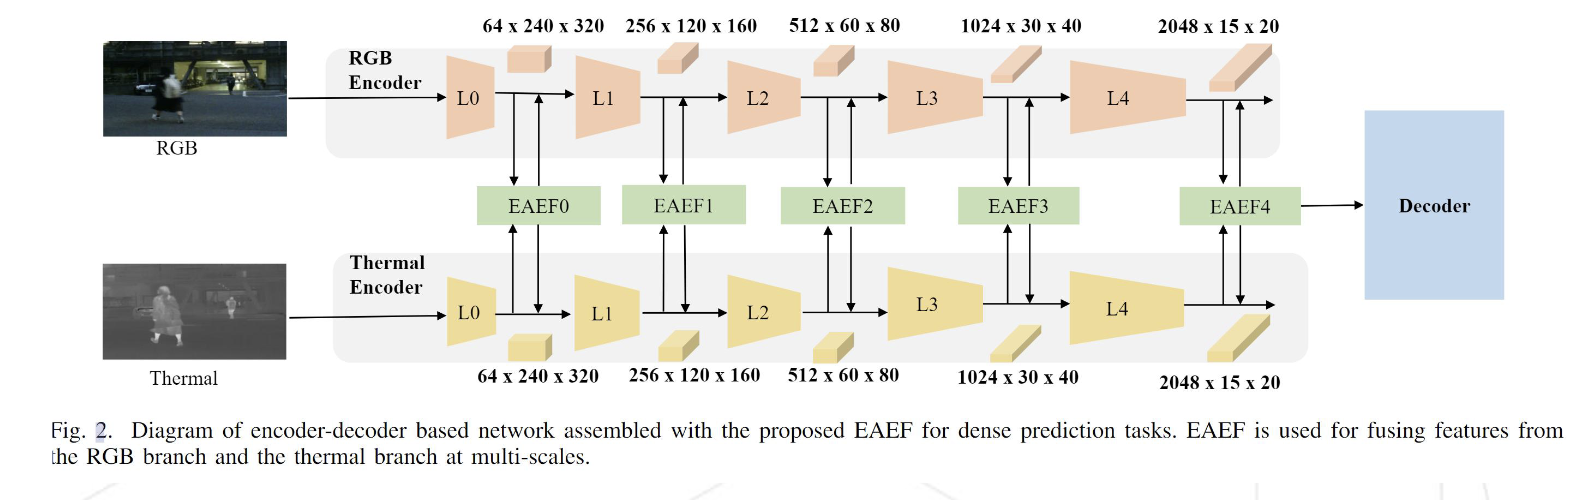 64 x 240 x 320 256 x 120 x 160 512 x 60 x 80 1024 x 30 x 40 2048 x 15 x 20
RGB
Encoder
L0 L1 L2 L3 L4
RGB
EAEF0 EAEF1 EAEF2 EAEF3 EAEF4 Decoder
Thermal
Encoder
L0 L1 L2 L3 L4
Thermal
64 x 240 x 320 256 x 120 x 160 512 x 60 x 80 1024 x 30 x 40 2048 x 15 x 20
Fig. 2. Diagram of encoder-decoder based network assembled with the proposed EAEF for dense prediction tasks. EAEF is used for fusing features from
the RGB branch and the thermal branch at multi-scales.